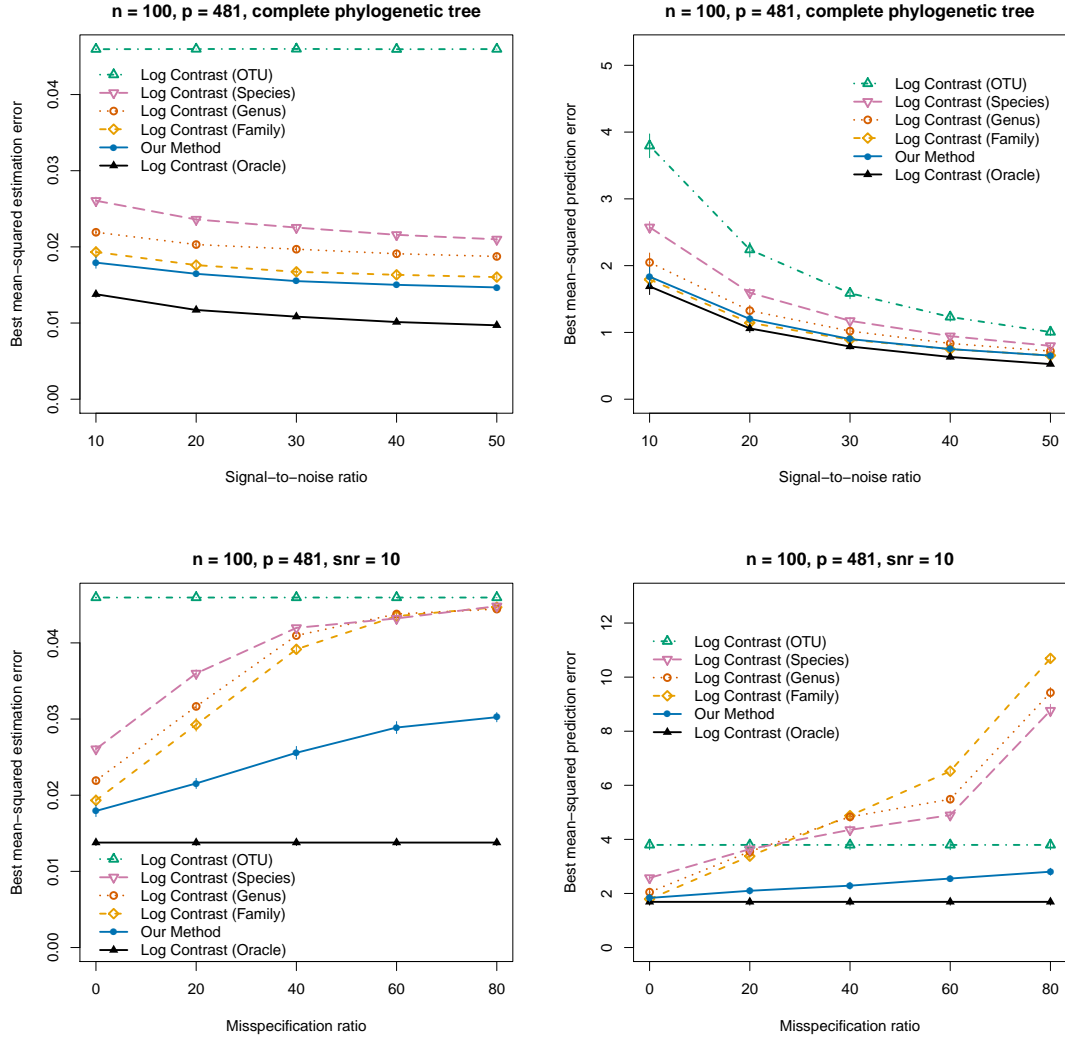 n = 100, p = 481, complete phylogenetic tree
Best mean−squared estimation error
0.00
0.01
0.02
0.03
0.04
Log Contrast (OTU)
Log Contrast (Species)
Log Contrast (Genus)
Log Contrast (Family)
Our Method
Log Contrast (Oracle)
10 20 30 40 50
Signal−to−noise ratio
n = 100, p = 481, complete phylogenetic tree
Best mean−squared prediction error
0
1
2
3
4
5
Log Contrast (OTU)
Log Contrast (Species)
Log Contrast (Genus)
Log Contrast (Family)
Our Method
Log Contrast (Oracle)
10 20 30 40 50
Signal−to−noise ratio
n = 100, p = 481, snr = 10
Best mean−squared estimation error
0.00
0.01
0.02
0.03
0.04
Log Contrast (OTU)
Log Contrast (Species)
Log Contrast (Genus)
Log Contrast (Family)
Our Method
Log Contrast (Oracle)
0 20 40 60 80
Misspecification ratio
n = 100, p = 481, snr = 10
Best mean−squared prediction error
0
2
4
6
8
10
12
Log Contrast (OTU)
Log Contrast (Species)
Log Contrast (Genus)
Log Contrast (Family)
Our Method
Log Contrast (Oracle)
0 20 40 60 80
Misspecification ratio